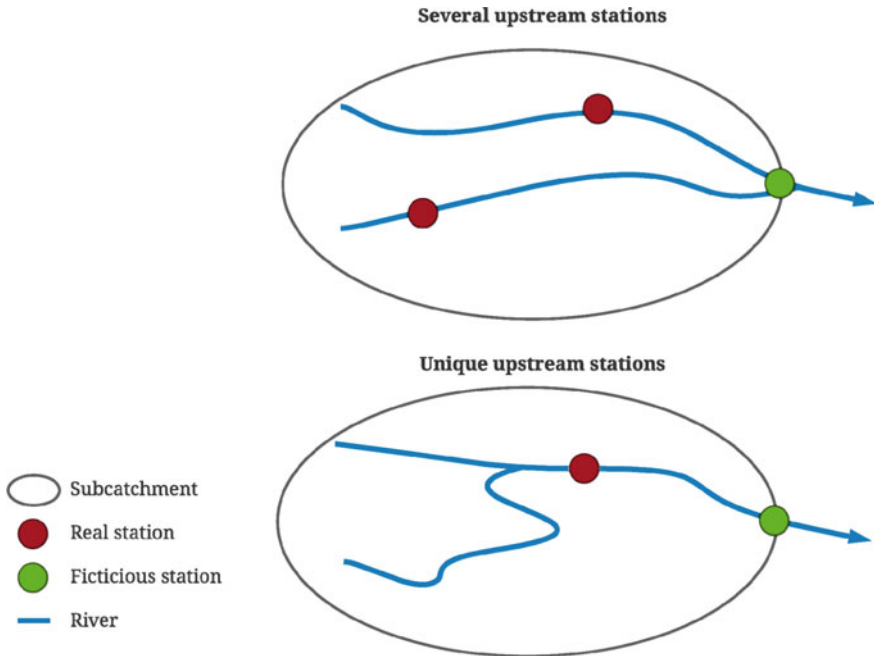 Several upstream stations
Unique upstream stations
Subcatchment
Real station
Ficticious station
River